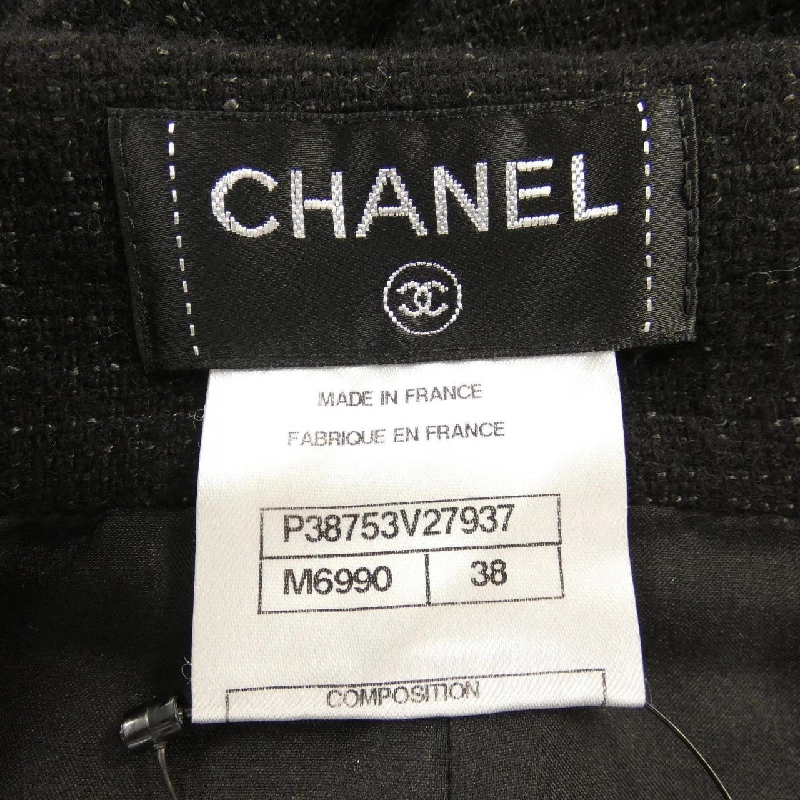 CHANEL
MADE IN FRANCE
FABRIQUE EN FRANCE
P38753V27937
M6990 38
COMPOSITION